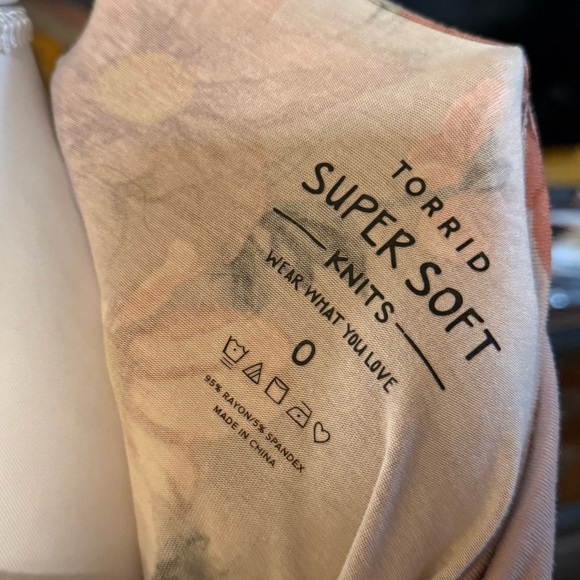 TORRID
SUPER SOFT
KNITS
WEAR WHAT YOU LOVE
0
95% RAYON/5% SPANDEX
MADE IN CHINA